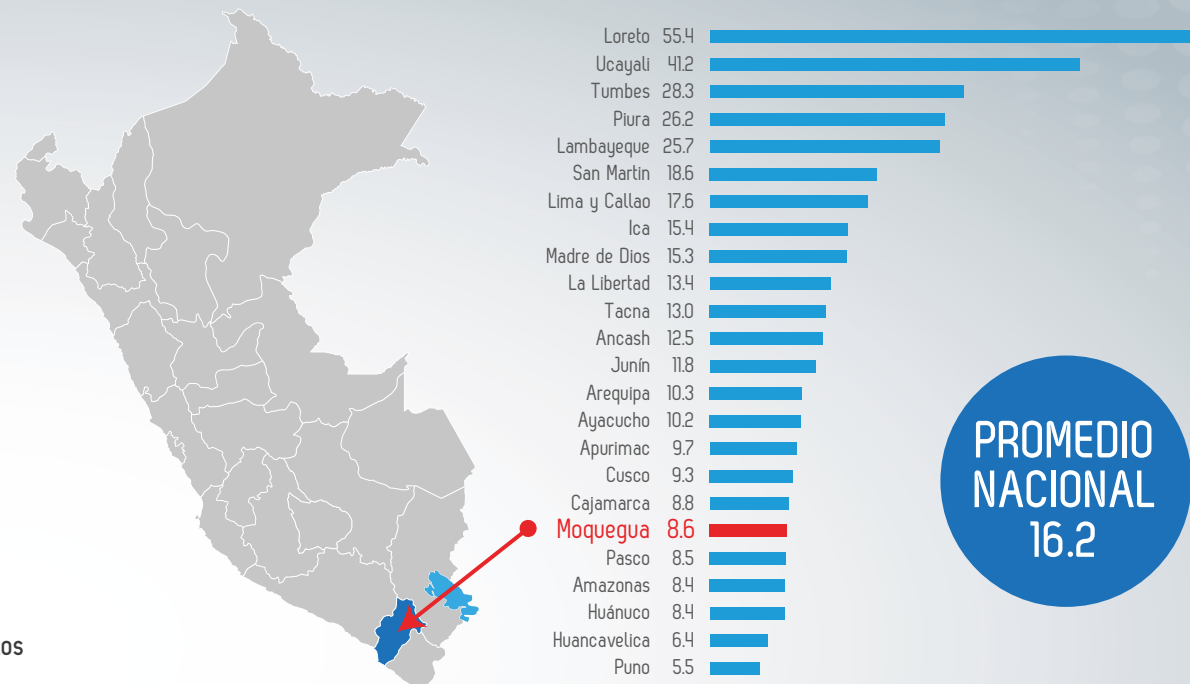 Loreto 55.4
Ucayali 41.2
Tumbes 28.3
Piura 26.2
Lambayeque 25.7
San Martin 18.6
Lima y Callao 17.6
Ica 15.4
Madre de Dios 15.3
La Libertad 13.4
Tacna 13.0
Ancash 12.5
Junín 11.8
Arequipa 10.3
Ayacucho 10.2
Apurimac 9.7
Cusco 9.3
Cajamarca 8.8
Moquegua 8.6
Pasco 8.5
Amazonas 8.4
Huánuco 8.4
Huancavelica 6.4
Puno 5.5
PROMEDIO
NACIONAL
16.2
OS